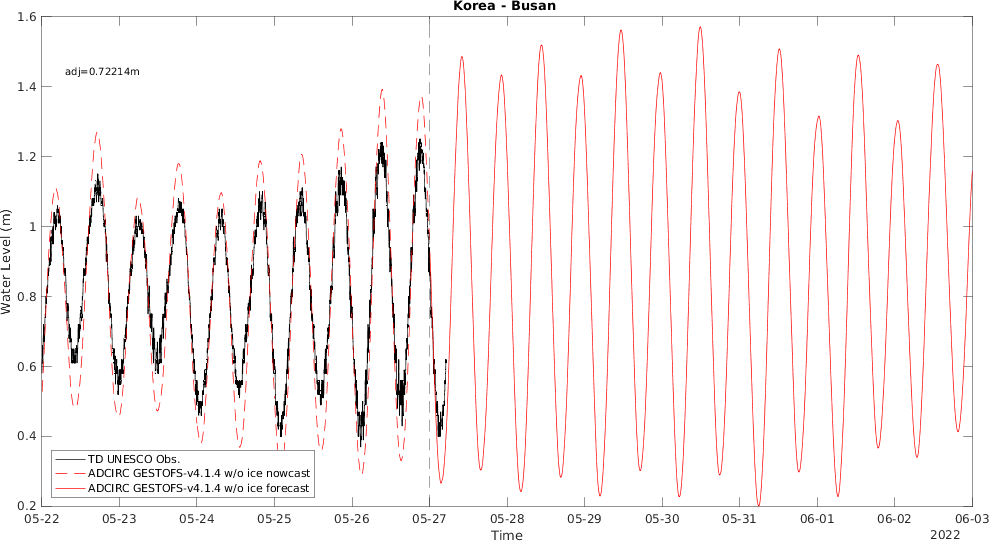 Korea - Busan
adj=0.72214m
Water Level (m)
1.6
1.4
1.2
1
0.8
0.6
0.4
0.2
TD UNESCO Obs.
ADCIRC GESTOFS-v4.1.4 w/o ice nowcast
ADCIRC GESTOFS-v4.1.4 w/o ice forecast
05-22 05-23 05-24 05-25 05-26 05-27 05-28 05-29 05-30 05-31 06-01 06-02 06-03
Time
2022